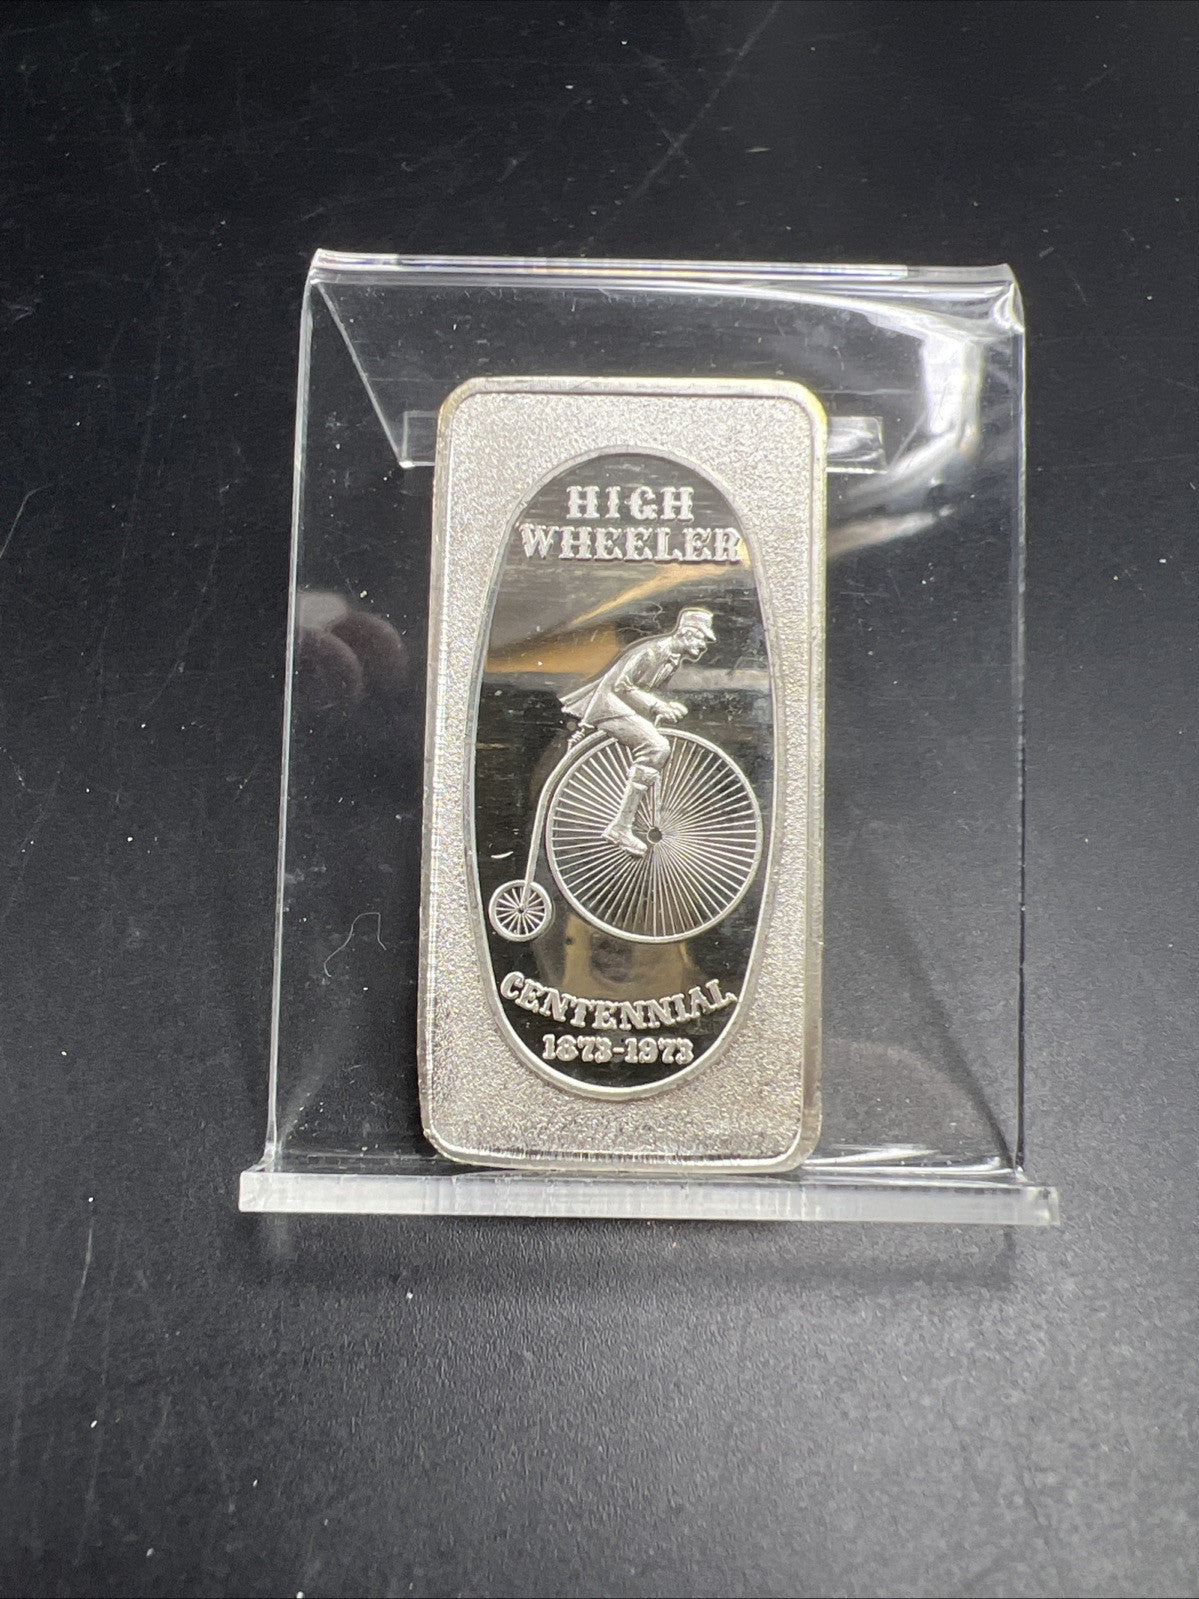 HIGH
WHEELER
CENTENNIAL
1873-1973